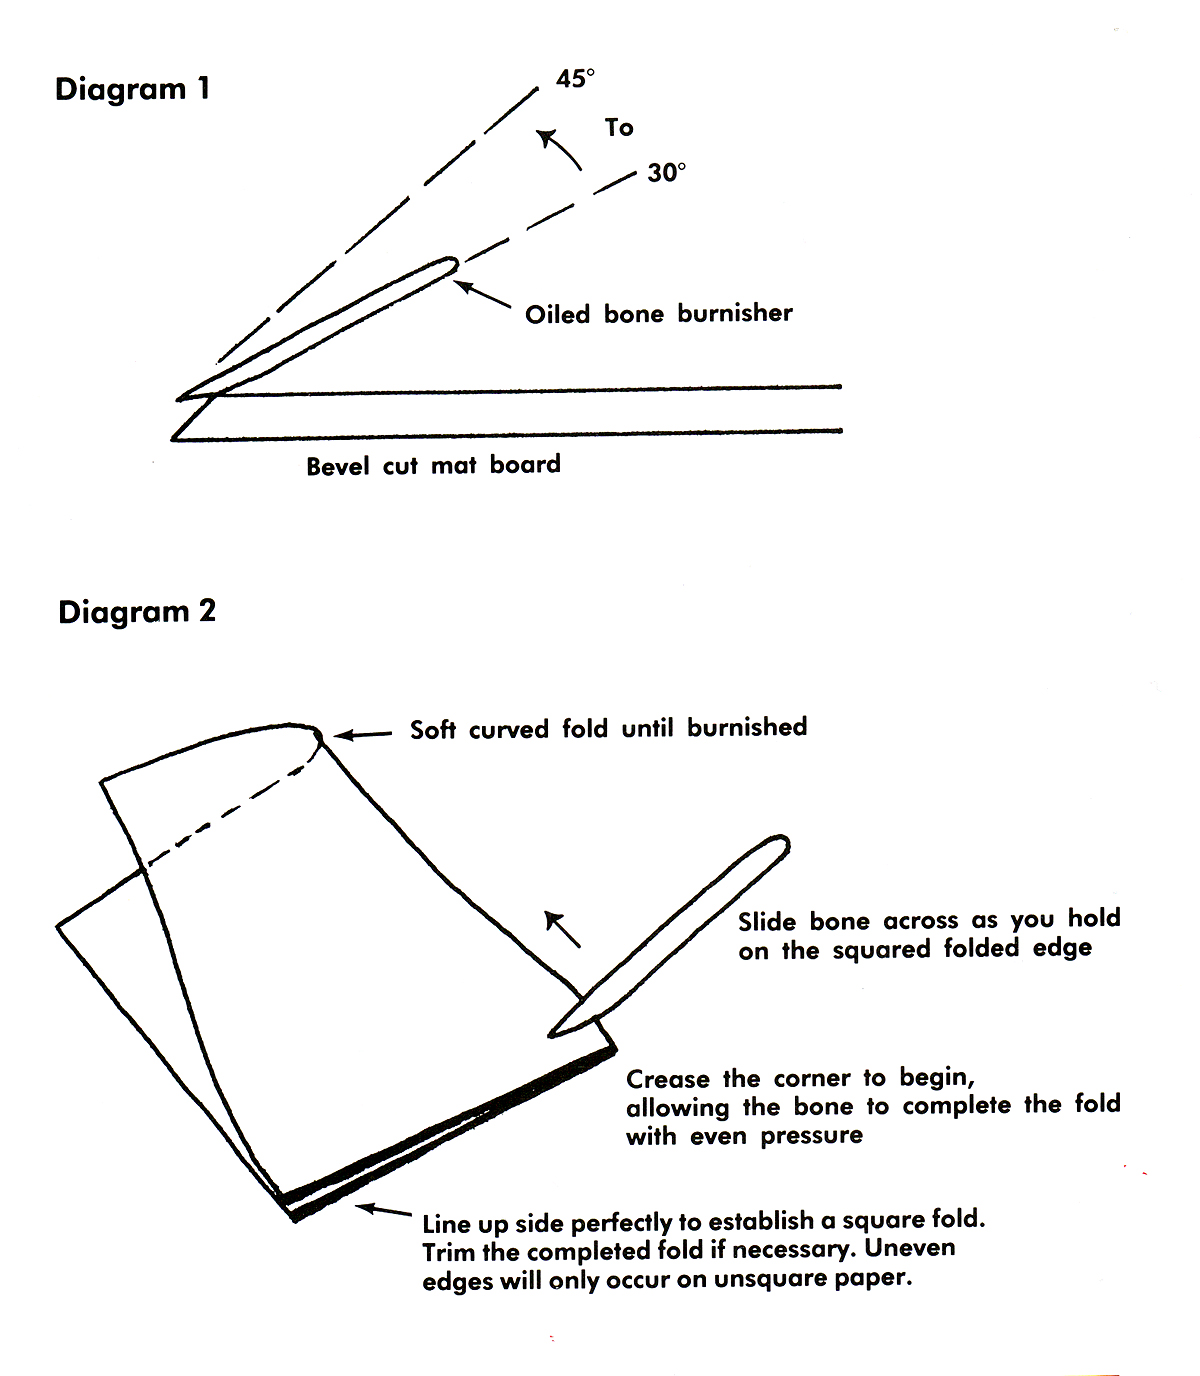 Diagram 1
45°
To
30°
Oiled bone burnisher
Bevel cut mat board
Diagram 2
Soft curved fold until burnished
Slide bone across as you hold
on the squared folded edge
Crease the corner to begin,
allowing the bone to complete the fold
with even pressure
Line up side perfectly to establish a square fold.
Trim the completed fold if necessary. Uneven
edges will only occur on unsquare paper.